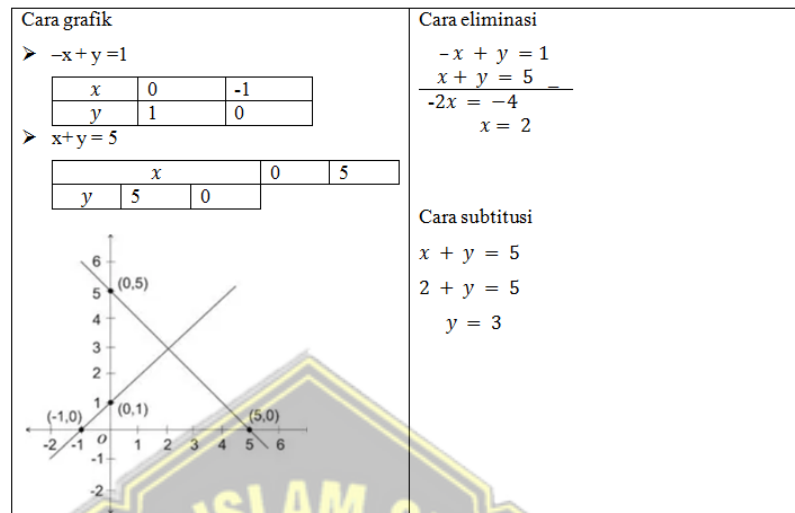 Cara grafik
➢ –x + y =1
x 0 -1
y 1 0
➢ x+ y = 5
x 0 5
y 5 0
6
5
4
3
2
1
(0,5)
(0,1)
(-1,0)
(5,0)
-2 -1 O 1 2 3 4 5 6
-1
-2
Cara eliminasi
−x + y = 1
x + y = 5 −
-2x = −4
x = 2
Cara subtitusi
x + y = 5
2 + y = 5
y = 3
ISLAM